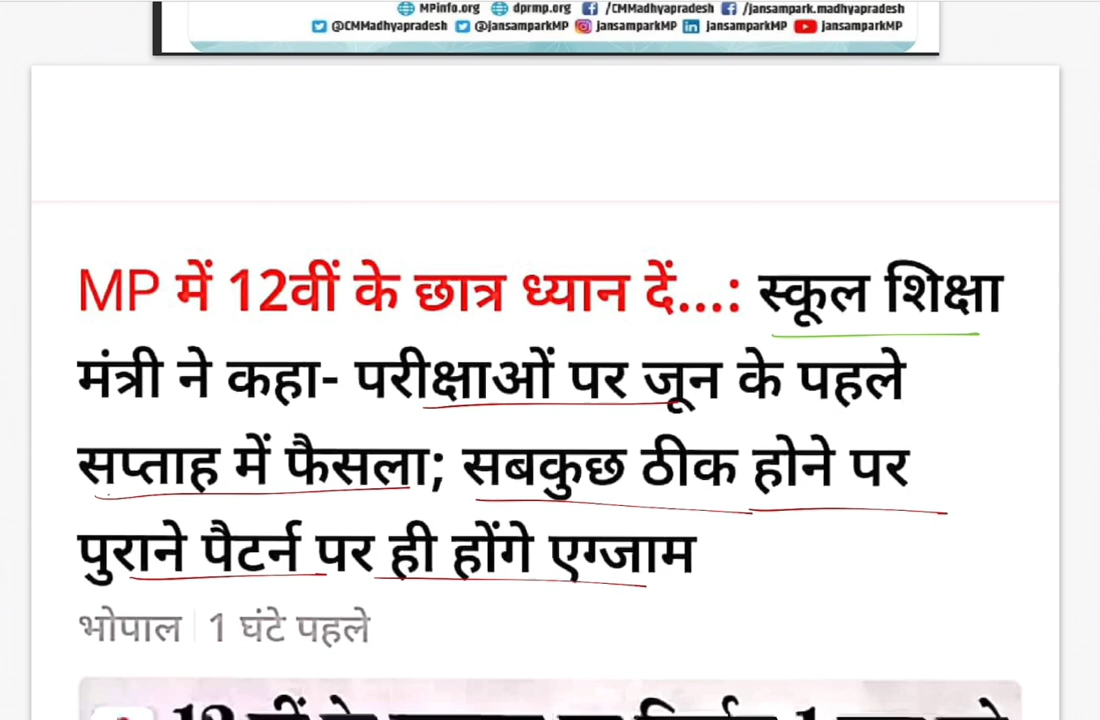 MPinfo.org dprmp.org /CMMadhyapradesh /jansampark.madhyapradesh
@CMMadhyapradesh @jansamparkMP jansamparkMP jansamparkMP jansamparkMP
MP में 12वीं के छात्र ध्यान दें...: स्कूल शिक्षा
मंत्री ने कहा- परीक्षाओं पर जून के पहले
सप्ताह में फैसला; सबकुछ ठीक होने पर
पुराने पैटर्न पर ही होंगे एग्जाम
भोपाल 1 घंटे पहले